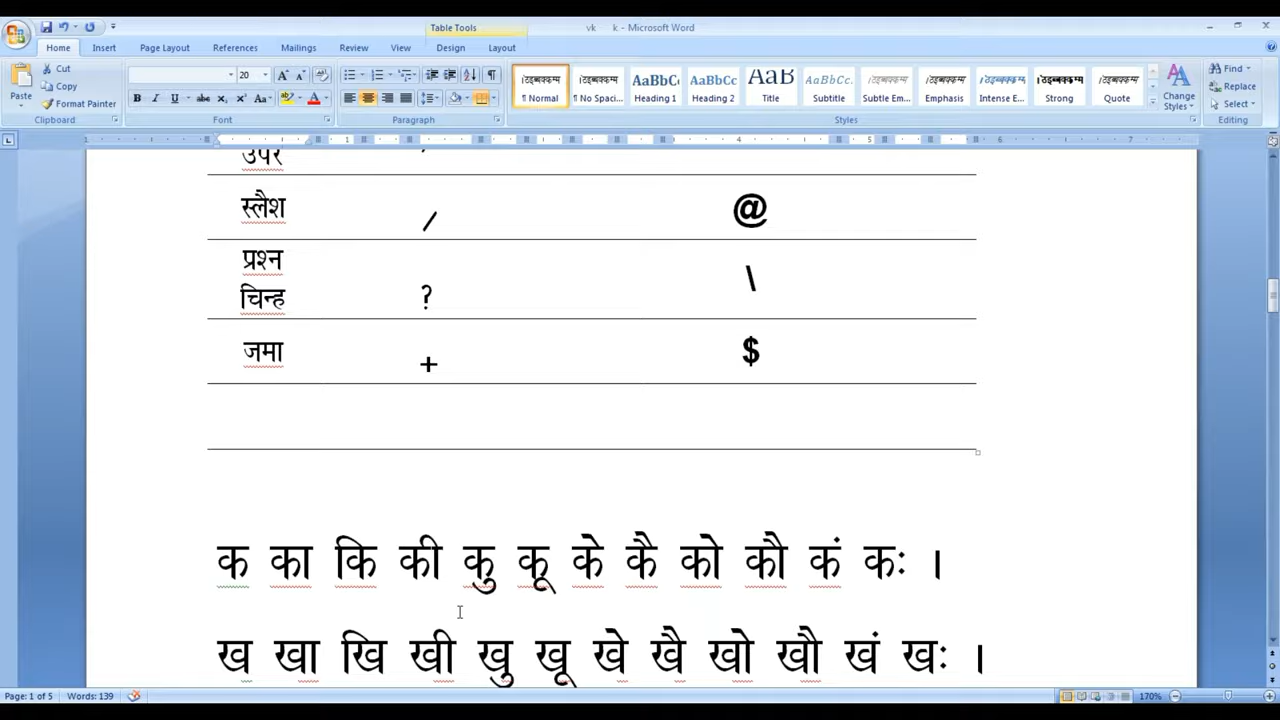 Table Tools
vk k - Microsoft Word
Home Insert Page Layout References Mailings Review View Design Layout
Paste
Cut
Copy
Format Painter
Clipboard
20
Font
Paragraph
¶ Normal ¶ No Spaci... Heading 1 Heading 2 Title Subtitle Subtle Em... Emphasis Intense E... Strong Quote
Change Styles
Styles
Find
Replace
Select
Editing
उपर
स्लैश / @
प्रश्न
चिन्ह ? \
जमा + $
क का कि की कु कू के कै को कौ कं कः ।
ख खा खि खी खु खू खे खै खो खौ खं खः ।
Page: 1 of 5 Words: 139 170%